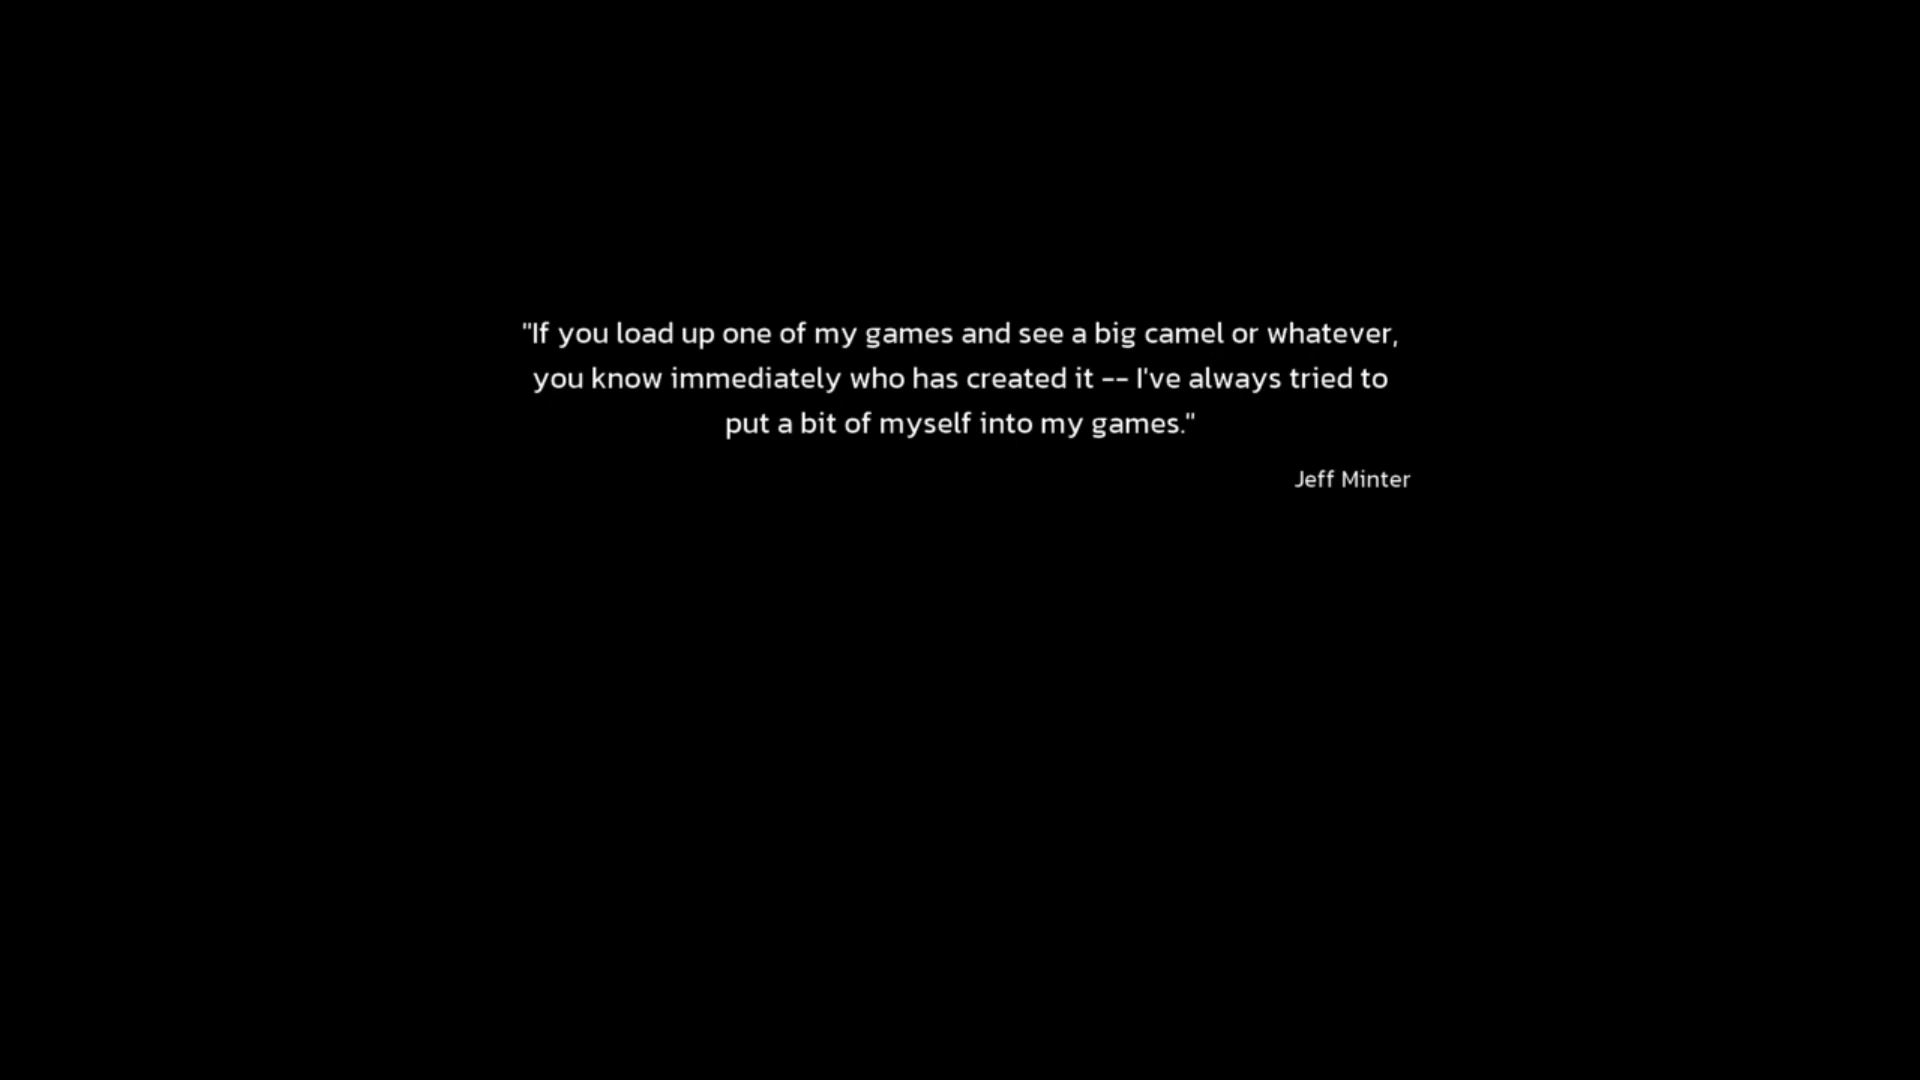 "If you load up one of my games and see a big camel or whatever,
you know immediately who has created it -- I've always tried to
put a bit of myself into my games."
Jeff Minter